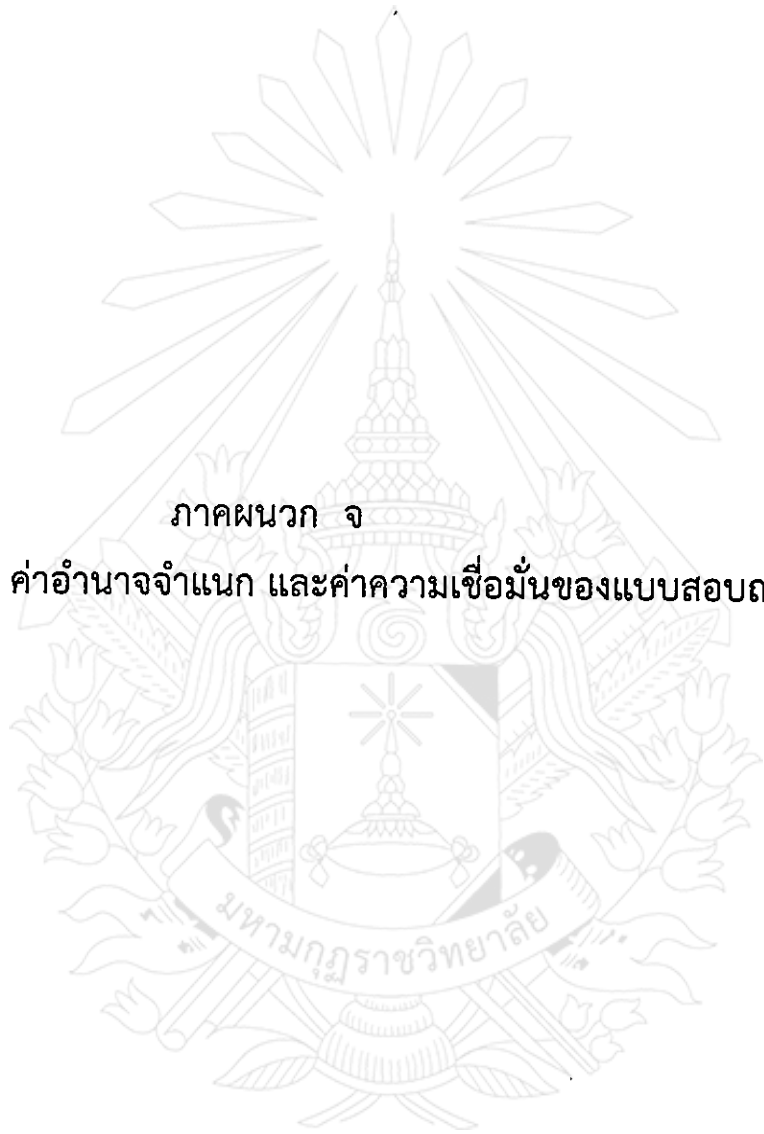 ภาคผนวก จ
ค่าอำนาจจำแนก และค่าความเชื่อมั่นของแบบสอบถ
มหามกุฏราชวิทยาลัย